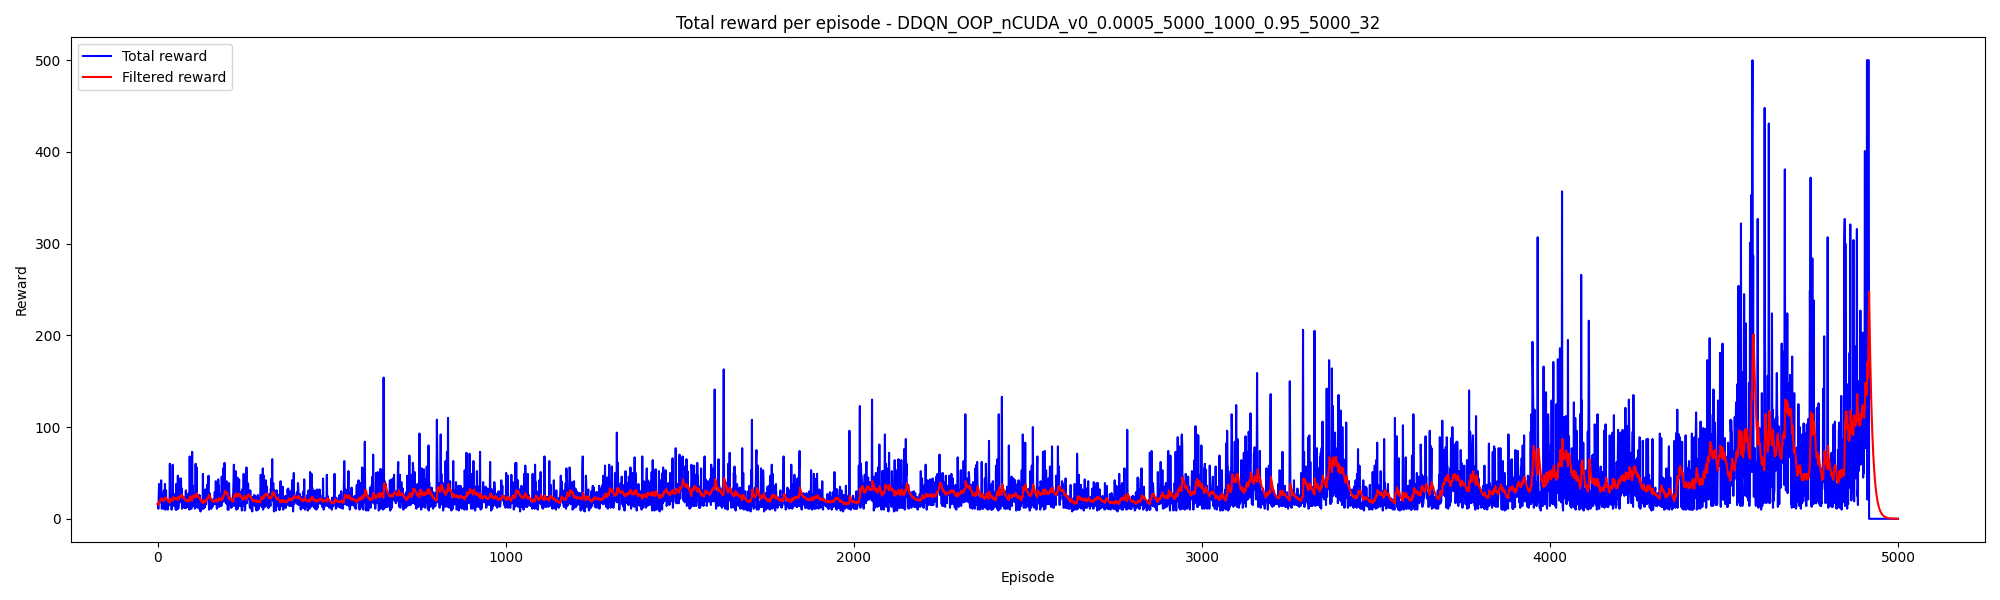 Total reward per episode - DDQN_OOP_nCUDA_v0_0.0005_5000_1000_0.95_5000_32
Total reward
Filtered reward
500
400
300
200
100
0
Reward
0 1000 2000 3000 4000 5000
Episode